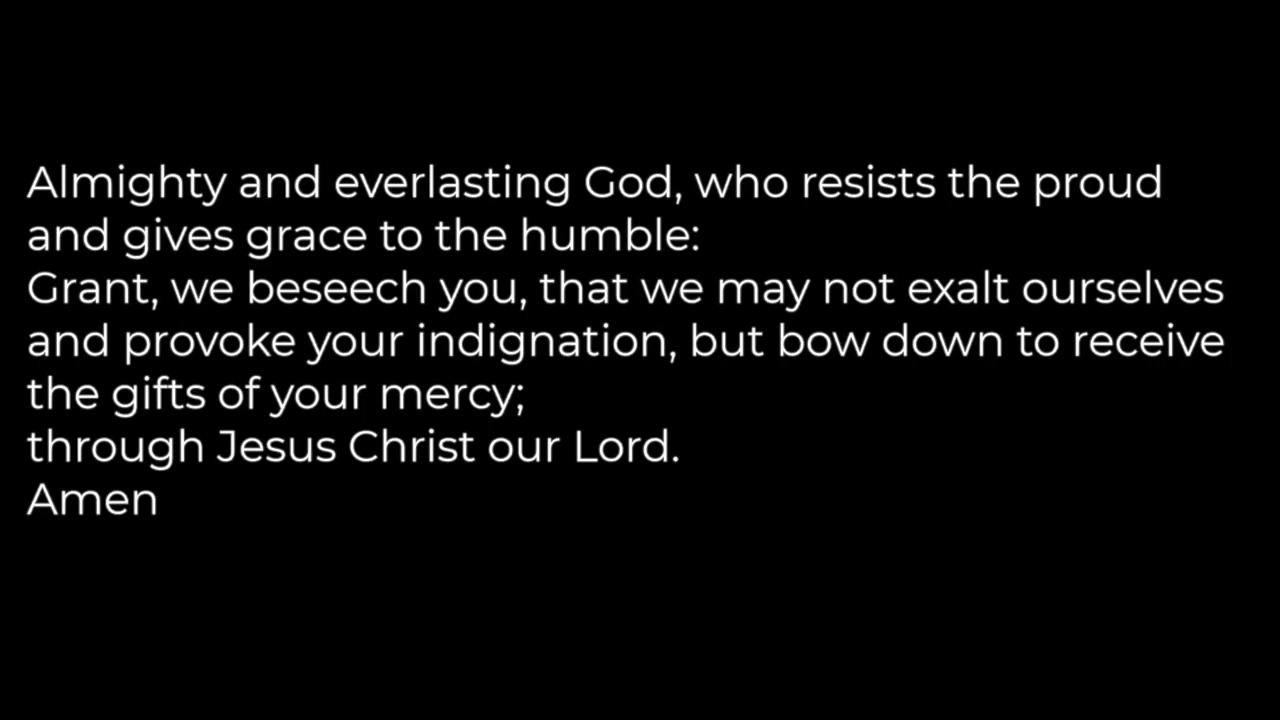 Almighty and everlasting God, who resists the proud
and gives grace to the humble:
Grant, we beseech you, that we may not exalt ourselves
and provoke your indignation, but bow down to receive
the gifts of your mercy;
through Jesus Christ our Lord.
Amen